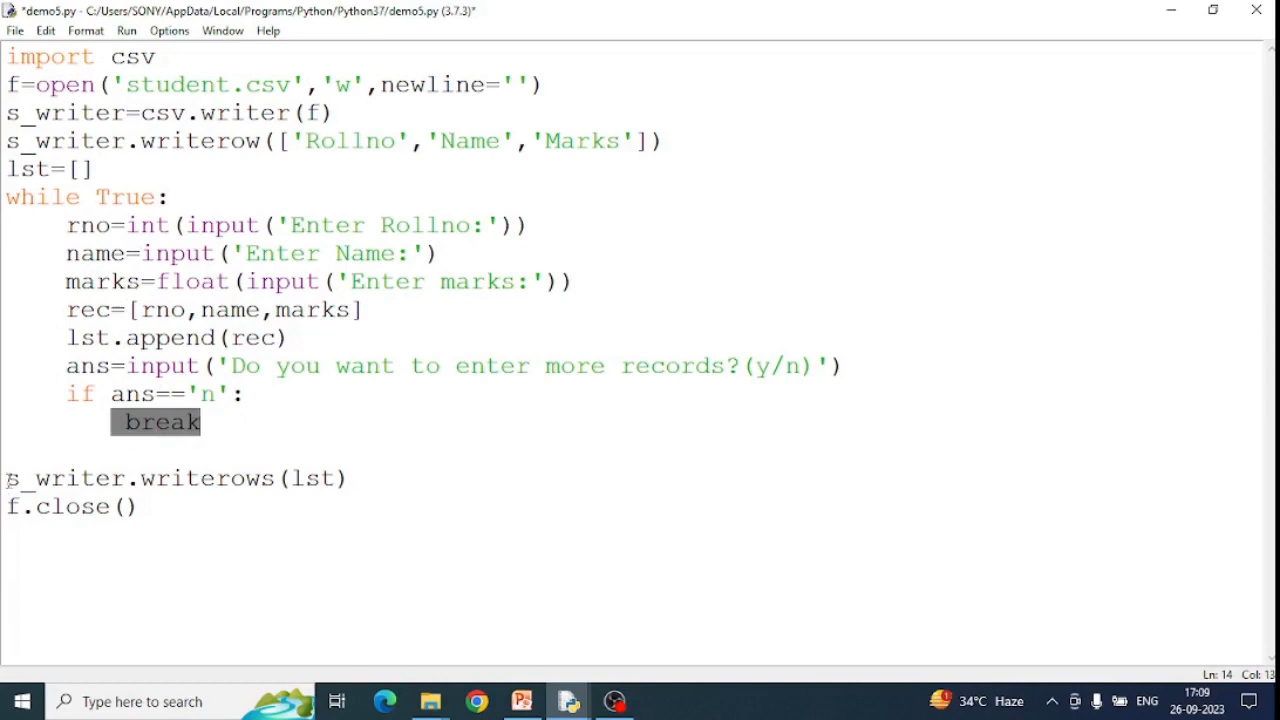 *demo5.py - C:/Users/SONY/AppData/Local/Programs/Python/Python37/demo5.py (3.7.3)*
File Edit Format Run Options Window Help
import csv
f=open('student.csv','w',newline='')
s_writer=csv.writer(f)
s_writer.writerow(['Rollno','Name','Marks'])
lst=[]
while True:
    rno=int(input('Enter Rollno:'))
    name=input('Enter Name:')
    marks=float(input('Enter marks:'))
    rec=[rno,name,marks]
    lst.append(rec)
    ans=input('Do you want to enter more records?(y/n)')
    if ans=='n':
        break
s_writer.writerows(lst)
f.close()
Ln: 14 Col: 13
Type here to search
34°C Haze
ENG
17:09
26-09-2023